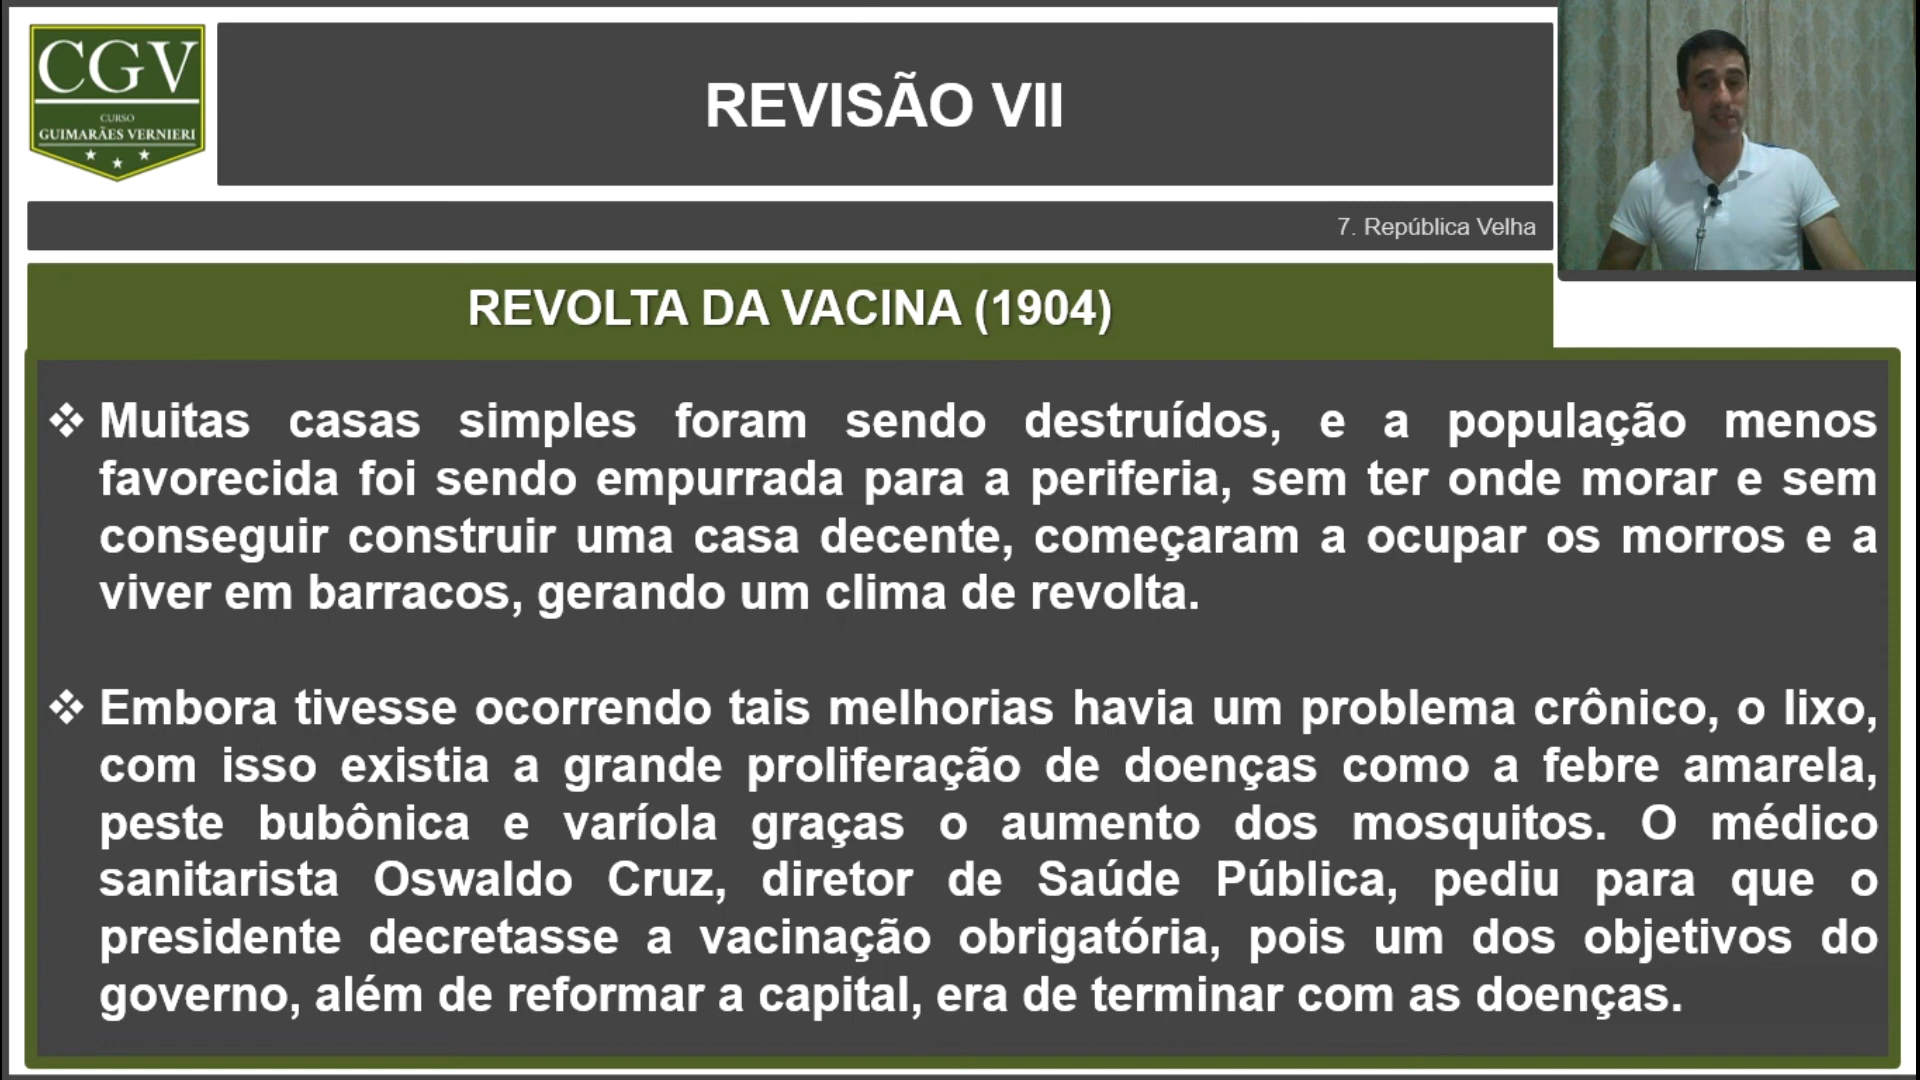 CGV
CURSO
GUIMARÃES VERNIERI
REVISÃO VII
7. República Velha
REVOLTA DA VACINA (1904)
❖ Muitas casas simples foram sendo destruídos, e a população menos
favorecida foi sendo empurrada para a periferia, sem ter onde morar e sem
conseguir construir uma casa decente, começaram a ocupar os morros e a
viver em barracos, gerando um clima de revolta.
❖ Embora tivesse ocorrendo tais melhorias havia um problema crônico, o lixo,
com isso existia a grande proliferação de doenças como a febre amarela,
peste bubônica e varíola graças o aumento dos mosquitos. O médico
sanitarista Oswaldo Cruz, diretor de Saúde Pública, pediu para que o
presidente decretasse a vacinação obrigatória, pois um dos objetivos do
governo, além de reformar a capital, era de terminar com as doenças.